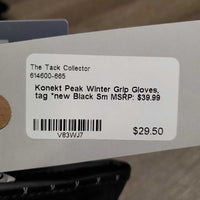 The Tack Collector
614600-665
Konekt Peak Winter Grip Gloves,
tag *new Black Sm MSRP: $39.99
V83WJ7
$29.50